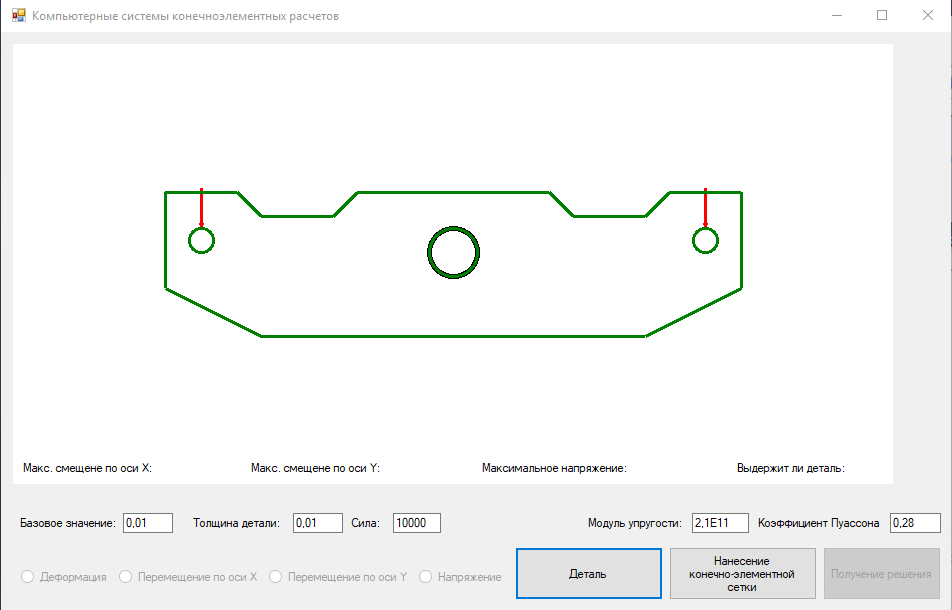 Компьютерные системы конечноэлементных расчетов
Макс. смещене по оси X:
Макс. смещене по оси Y:
Максимальное напряжение:
Выдержит ли деталь:
Базовое значение: 0,01
Толщина детали: 0,01
Сила: 10000
Модуль упругости: 2,1E11
Коэффициент Пуассона 0,28
Деформация
Перемещение по оси X
Перемещение по оси Y
Напряжение
Деталь
Нанесение
конечно-элементной
сетки
Получение решения